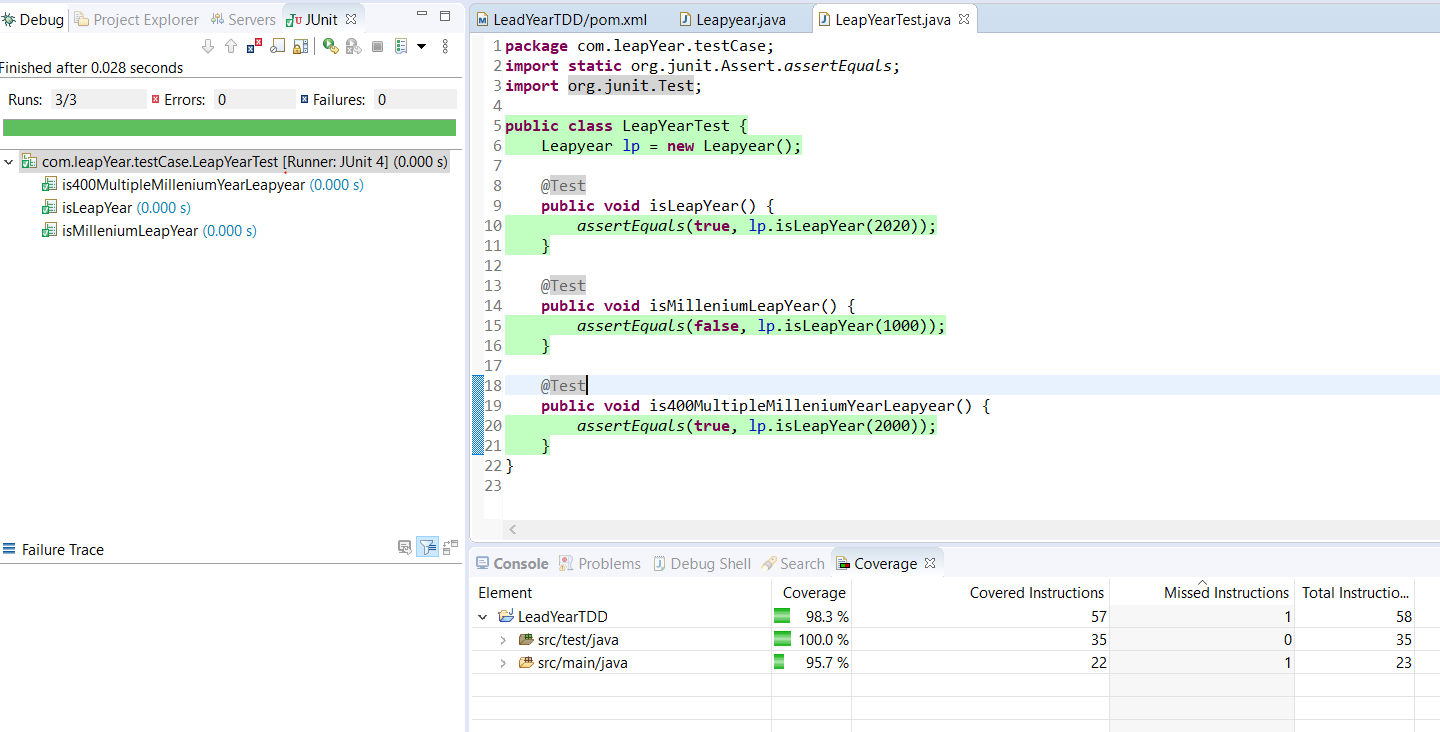 Debug Project Explorer Servers JUnit
Finished after 0.028 seconds
Runs: 3/3 Errors: 0 Failures: 0
com.leapYear.testCase.LeapYearTest [Runner: JUnit 4] (0.000 s)
is400MultipleMilleniumYearLeapyear (0.000 s)
isLeapYear (0.000 s)
isMilleniumLeapYear (0.000 s)
Failure Trace
LeadYearTDD/pom.xml Leapyear.java LeapYearTest.java
1 package com.leapYear.testCase;
2 import static org.junit.Assert.assertEquals;
3 import org.junit.Test;
4
5 public class LeapYearTest {
6 Leapyear lp = new Leapyear();
7
8 @Test
9 public void isLeapYear() {
10 assertEquals(true, lp.isLeapYear(2020));
11 }
12
13 @Test
14 public void isMilleniumLeapYear() {
15 assertEquals(false, lp.isLeapYear(1000));
16 }
17
18 @Test
19 public void is400MultipleMilleniumYearLeapyear() {
20 assertEquals(true, lp.isLeapYear(2000));
21 }
22 }
23
Console Problems Debug Shell Search Coverage
Element Coverage Covered Instructions Missed Instructions Total Instructio...
LeadYearTDD 98.3 % 57 1 58
src/test/java 100.0 % 35 0 35
src/main/java 95.7 % 22 1 23